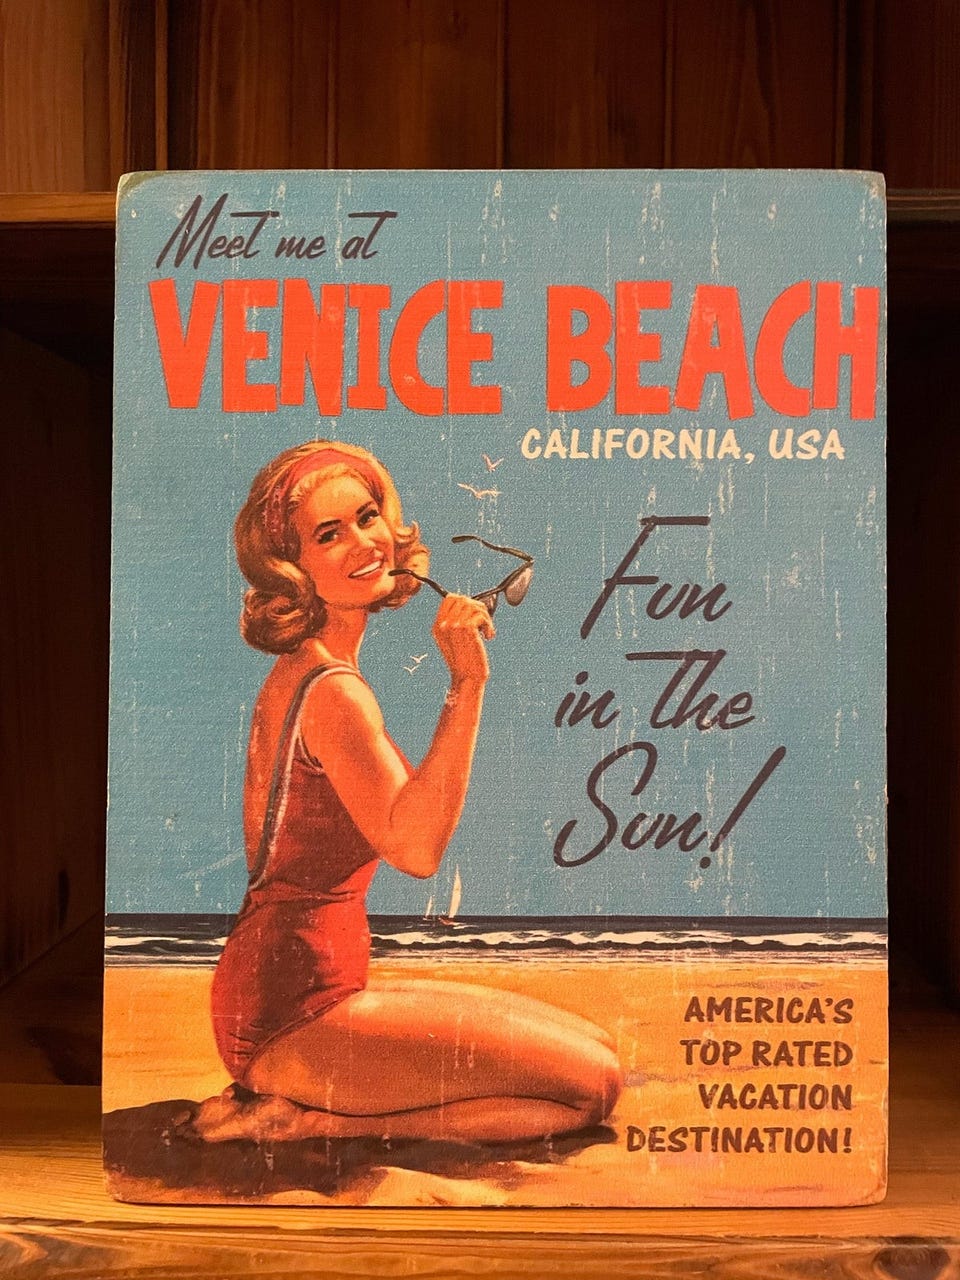 Meet me at
VENICE BEACH
CALIFORNIA, USA
Fun
in The
Sun!
AMERICA'S
TOP RATED
VACATION
DESTINATION!